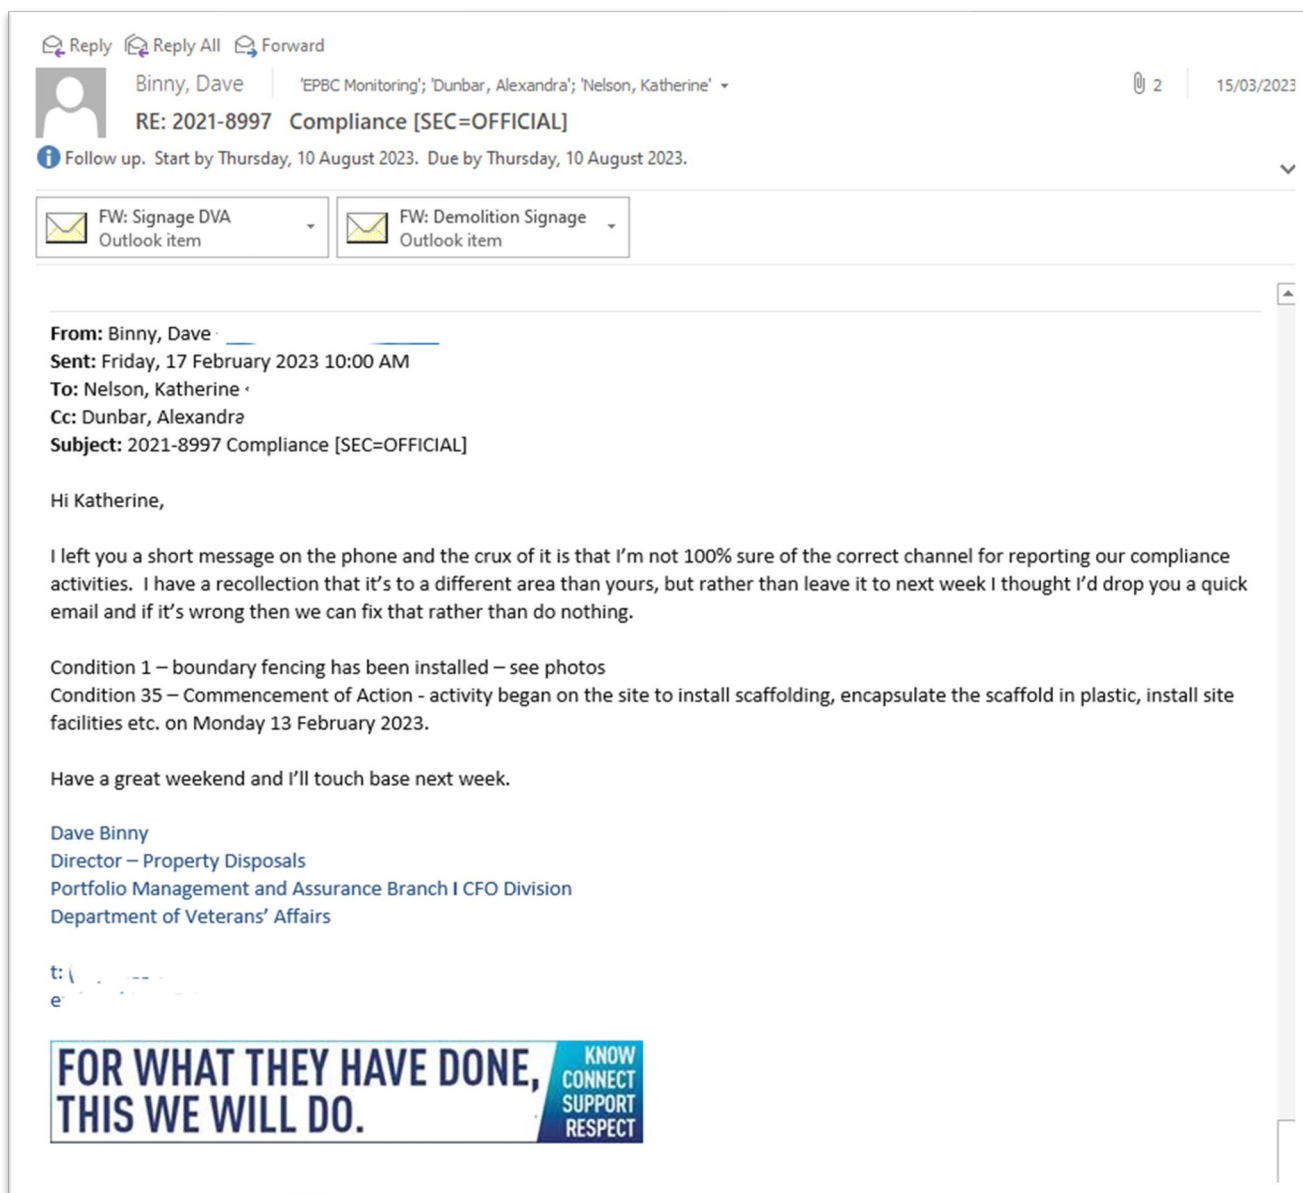 Reply Reply All Forward
Binny, Dave 'EPBC Monitoring'; 'Dunbar, Alexandra'; 'Nelson, Katherine' 2 15/03/2023
RE: 2021-8997 Compliance [SEC=OFFICIAL]
Follow up. Start by Thursday, 10 August 2023. Due by Thursday, 10 August 2023.
FW: Signage DVA FW: Demolition Signage
Outlook item Outlook item
From: Binny, Dave
Sent: Friday, 17 February 2023 10:00 AM
To: Nelson, Katherine
Cc: Dunbar, Alexandra
Subject: 2021-8997 Compliance [SEC=OFFICIAL]
Hi Katherine,
I left you a short message on the phone and the crux of it is that I'm not 100% sure of the correct channel for reporting our compliance
activities. I have a recollection that it's to a different area than yours, but rather than leave it to next week I thought I'd drop you a quick
email and if it's wrong then we can fix that rather than do nothing.
Condition 1 – boundary fencing has been installed – see photos
Condition 35 – Commencement of Action - activity began on the site to install scaffolding, encapsulate the scaffold in plastic, install site
facilities etc. on Monday 13 February 2023.
Have a great weekend and I'll touch base next week.
Dave Binny
Director – Property Disposals
Portfolio Management and Assurance Branch I CFO Division
Department of Veterans' Affairs
t: (
e
FOR WHAT THEY HAVE DONE,
THIS WE WILL DO.
KNOW
CONNECT
SUPPORT
RESPECT